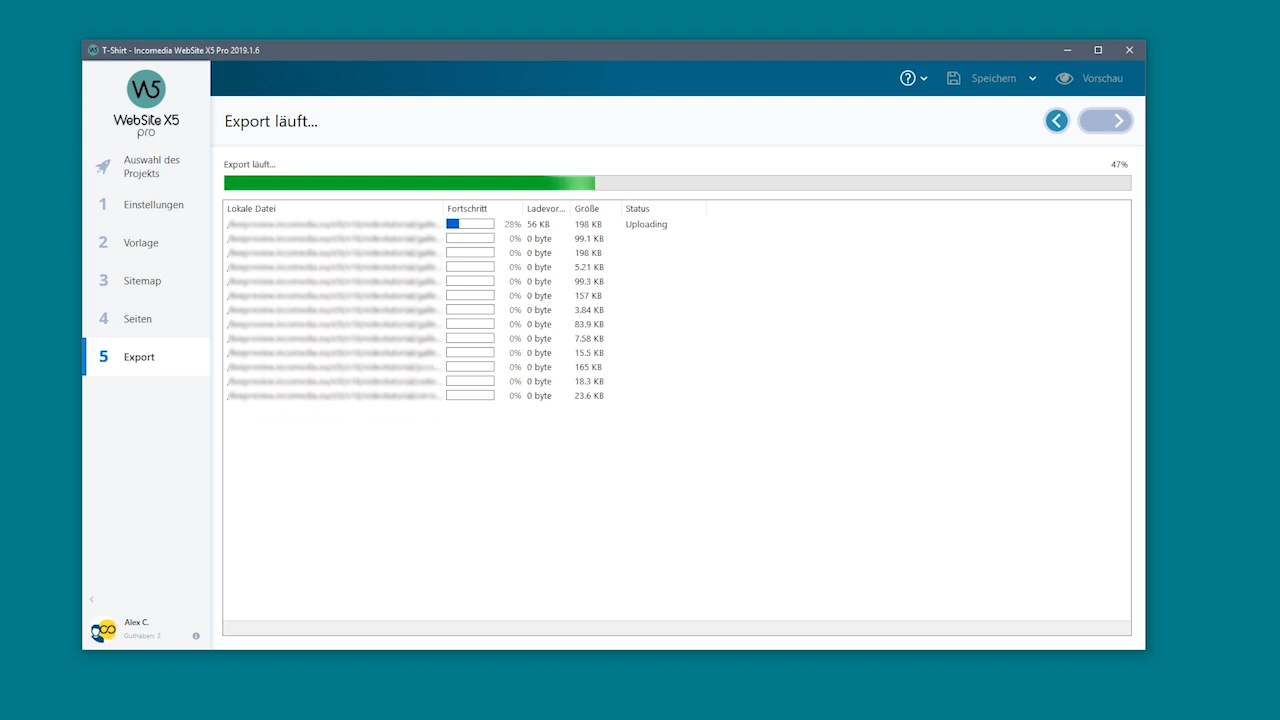 T-Shirt - Incomedia WebSite X5 Pro 2019.1.6
W5
WebSite X5
pro
Speichern
Vorschau
Export läuft...
Auswahl des
Projekts
1 Einstellungen
2 Vorlage
3 Sitemap
4 Seiten
5 Export
Alex C.
Guthaben: 2
Export läuft... 47%
Lokale Datei Fortschritt Ladevor... Größe Status
28% 56 KB 198 KB Uploading
0% 0 byte 99.1 KB
0% 0 byte 198 KB
0% 0 byte 5.21 KB
0% 0 byte 99.3 KB
0% 0 byte 157 KB
0% 0 byte 3.84 KB
0% 0 byte 83.9 KB
0% 0 byte 7.58 KB
0% 0 byte 15.5 KB
0% 0 byte 165 KB
0% 0 byte 18.3 KB
0% 0 byte 23.6 KB